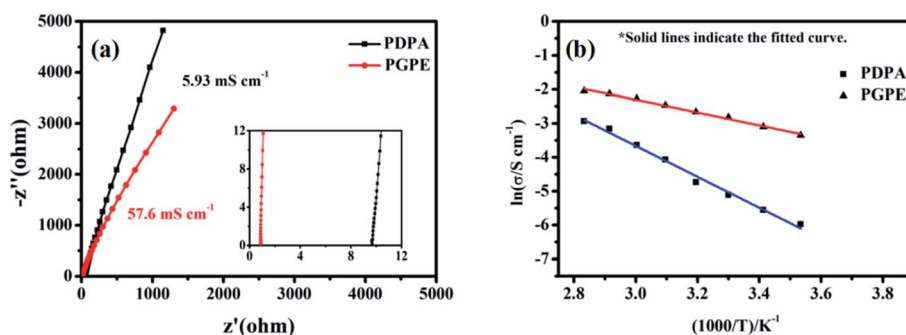 (a)
PDPA
PGPE
5.93 mS cm⁻¹
57.6 mS cm⁻¹
-z''(ohm)
5000
4000
3000
2000
1000
0
12
8
4
0
0 4 8 12
0 1000 2000 3000 4000 5000
z'(ohm)
(b)
*Solid lines indicate the fitted curve.
PDPA
PGPE
ln(σ/S cm⁻¹)
0
-1
-2
-3
-4
-5
-6
-7
2.8 3.0 3.2 3.4 3.6 3.8
(1000/T)/K⁻¹